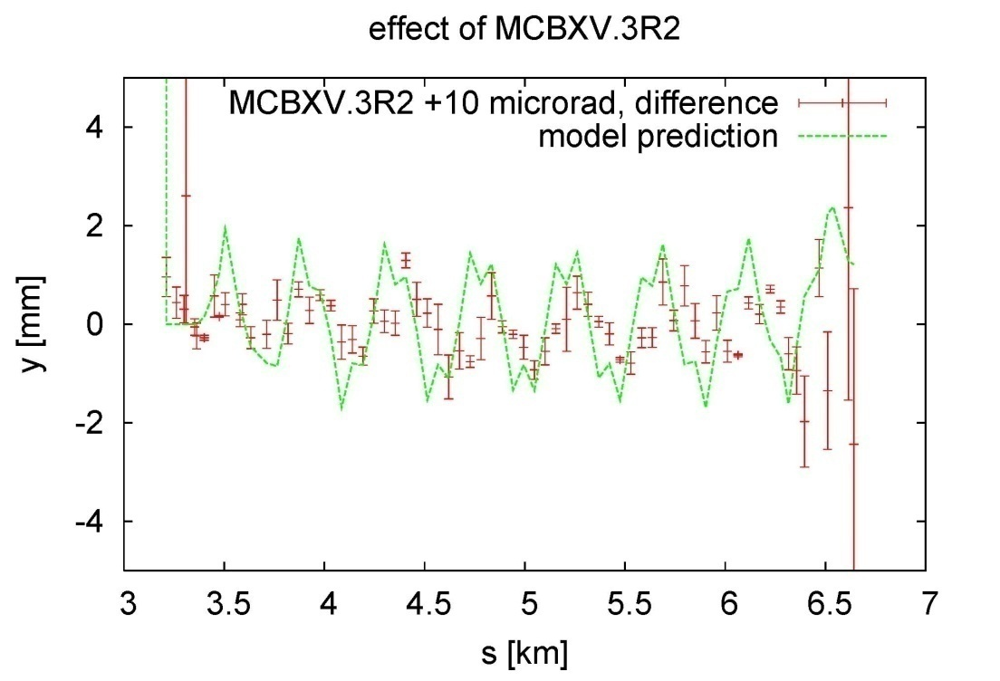 effect of MCBXV.3R2
MCBXV.3R2 +10 microrad, difference
model prediction
4
2
0
-2
-4
y [mm]
3 3.5 4 4.5 5 5.5 6 6.5 7
s [km]